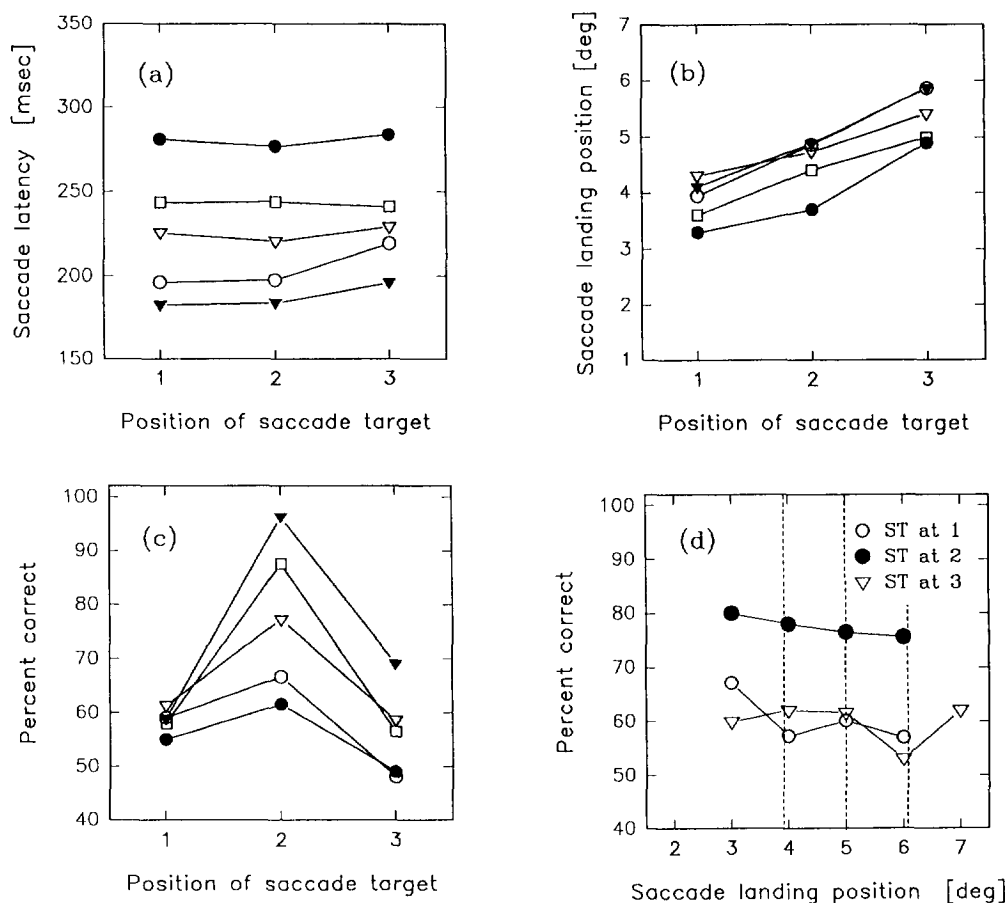 Saccade latency [msec]
350
300
250
200
150
(a)
1 2 3
Position of saccade target
Saccade landing position [deg]
7
6
5
4
3
2
1
(b)
1 2 3
Position of saccade target
Percent correct
100
90
80
70
60
50
40
(c)
1 2 3
Position of saccade target
Percent correct
100
90
80
70
60
50
40
(d)
ST at 1
ST at 2
ST at 3
2 3 4 5 6 7
Saccade landing position [deg]